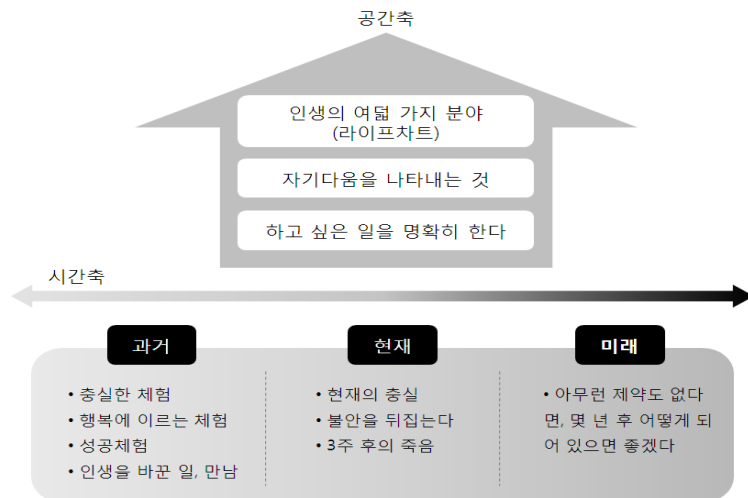 공간축
인생의 여덟 가지 분야
(라이프차트)
자기다움을 나타내는 것
하고 싶은 일을 명확히 한다
시간축
과거
• 충실한 체험
• 행복에 이르는 체험
• 성공체험
• 인생을 바꾼 일, 만남
현재
• 현재의 충실
• 불안을 뒤집는다
• 3주 후의 죽음
미래
• 아무런 제약도 없다
면, 몇 년 후 어떻게 되
어 있으면 좋겠다